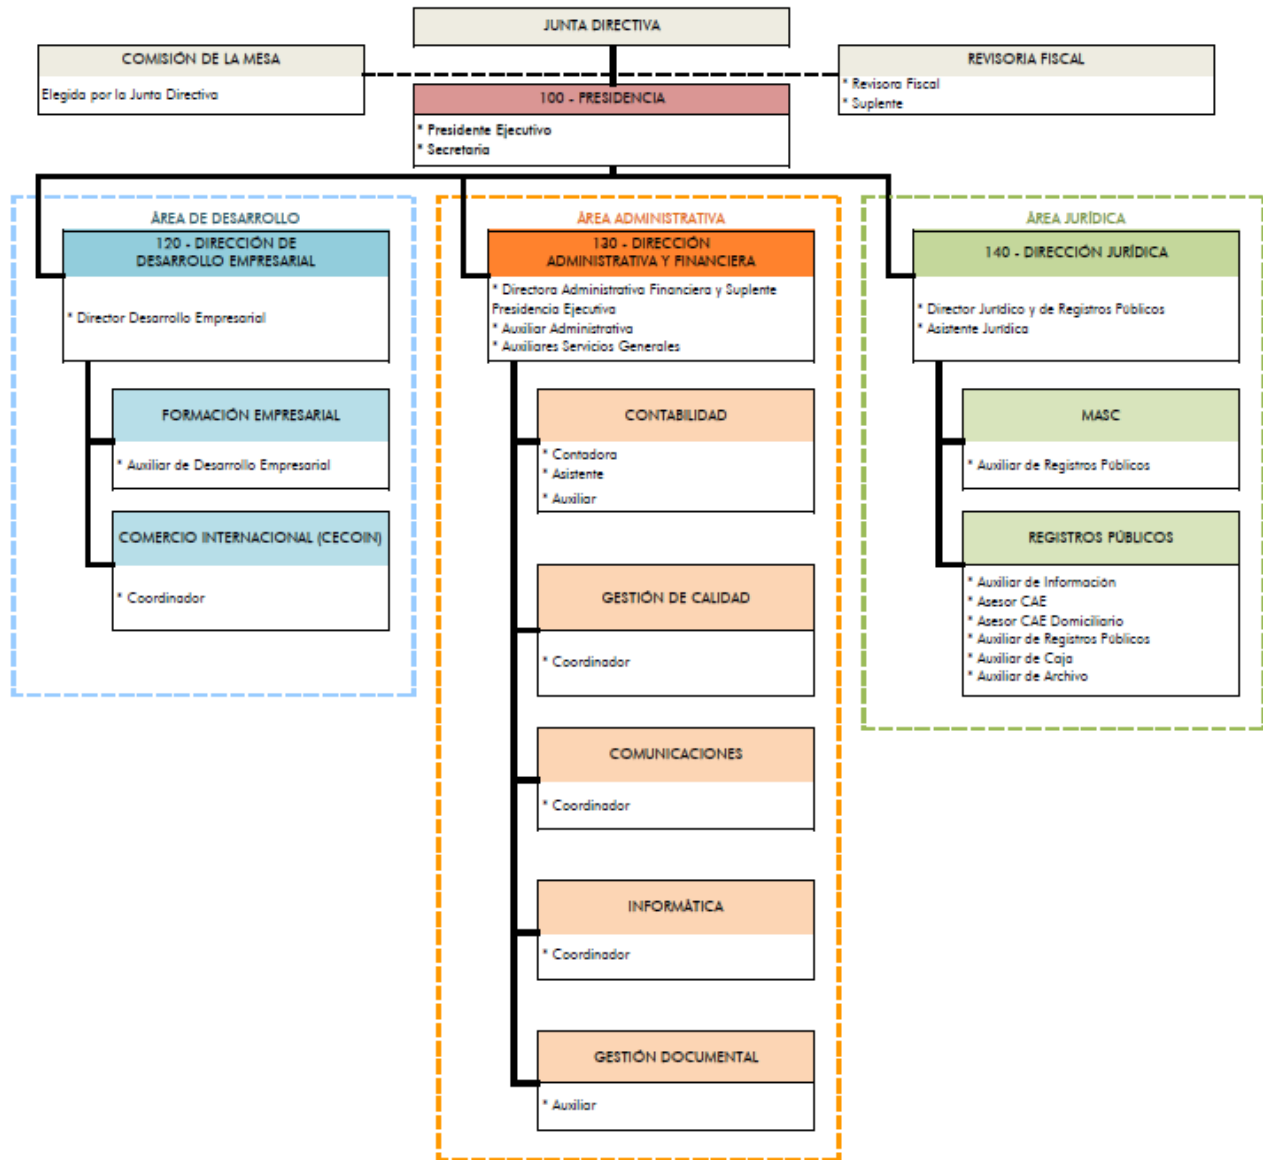 JUNTA DIRECTIVA
COMISIÓN DE LA MESA
Elegida por la Junta Directiva
REVISORIA FISCAL
* Revisora Fiscal
* Suplente
100 - PRESIDENCIA
* Presidente Ejecutivo
* Secretaria
ÁREA DE DESARROLLO
120 - DIRECCIÓN DE
DESARROLLO EMPRESARIAL
* Director Desarrollo Empresarial
FORMACIÓN EMPRESARIAL
* Auxiliar de Desarrollo Empresarial
COMERCIO INTERNACIONAL (CECOIN)
* Coordinador
ÁREA ADMINISTRATIVA
130 - DIRECCIÓN
ADMINISTRATIVA Y FINANCIERA
* Directora Administrativa Financiera y Suplente
Presidencia Ejecutiva
* Auxiliar Administrativa
* Auxiliares Servicios Generales
CONTABILIDAD
* Contadora
* Asistente
* Auxiliar
GESTIÓN DE CALIDAD
* Coordinador
COMUNICACIONES
* Coordinador
INFORMÁTICA
* Coordinador
GESTIÓN DOCUMENTAL
* Auxiliar
ÁREA JURÍDICA
140 - DIRECCIÓN JURÍDICA
* Director Jurídico y de Registros Públicos
* Asistente Jurídica
MASC
* Auxiliar de Registros Públicos
REGISTROS PÚBLICOS
* Auxiliar de Información
* Asesor CAE
* Asesor CAE Domiciliario
* Auxiliar de Registros Públicos
* Auxiliar de Caja
* Auxiliar de Archivo